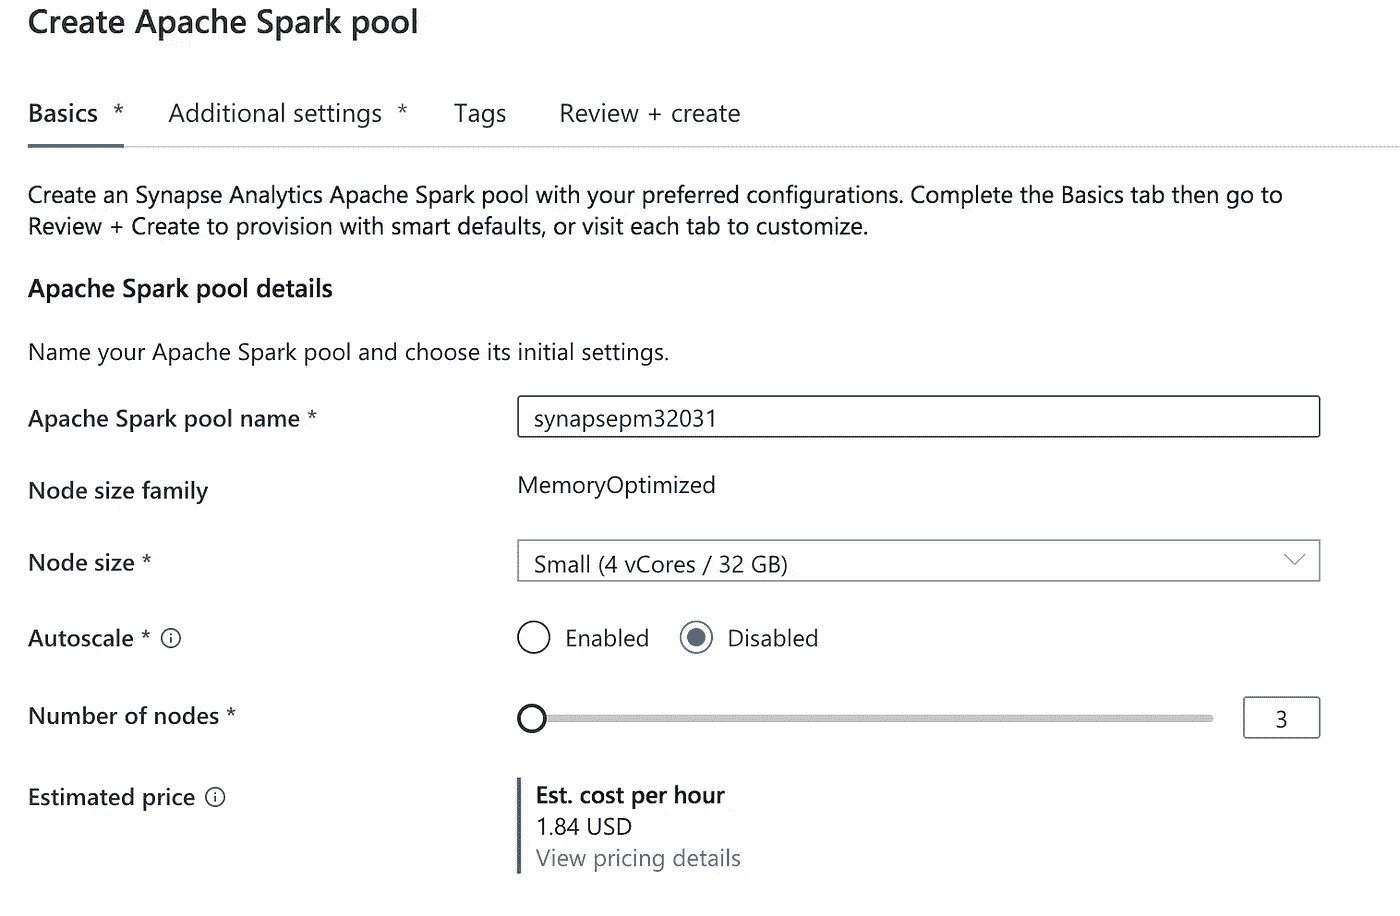 Create Apache Spark pool
Basics * Additional settings * Tags Review + create
Create an Synapse Analytics Apache Spark pool with your preferred configurations. Complete the Basics tab then go to
Review + Create to provision with smart defaults, or visit each tab to customize.
Apache Spark pool details
Name your Apache Spark pool and choose its initial settings.
Apache Spark pool name * synapsepm32031
Node size family MemoryOptimized
Node size * Small (4 vCores / 32 GB)
Autoscale * Enabled Disabled
Number of nodes * 3
Estimated price Est. cost per hour
1.84 USD
View pricing details